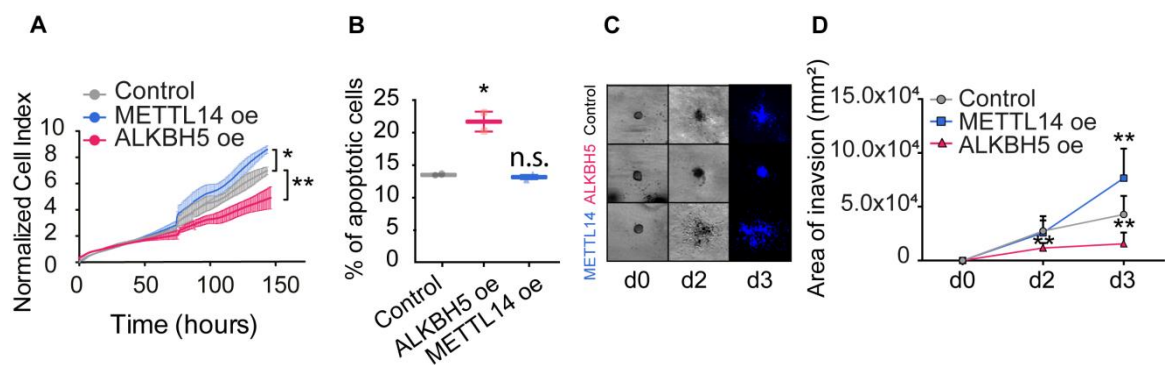 A
Control
METTL14 oe
ALKBH5 oe
Normalized Cell Index
10
8
6
4
2
0
*
**
0 50 100 150
Time (hours)
B
% of apoptotic cells
25
20
15
10
5
0
*
n.s.
Control
ALKBH5 oe
METTL14 oe
C
Control
ALKBH5
METTL14
d0 d2 d3
D
Area of inavsion (mm²)
15.0x10⁴
10.0x10⁴
5.0x10⁴
0
Control
METTL14 oe
ALKBH5 oe
**
**
**
d0 d2 d3